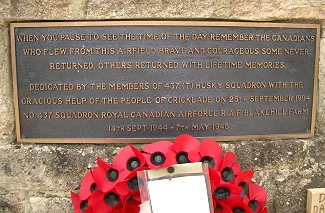 WHEN YOU PAUSE TO SEE THE TIME OF THE DAY, REMEMBER THE CANADIANS
WHO FLEW FROM THIS AIRFIELD, BRAVE AND COURAGEOUS, SOME NEVER
RETURNED, OTHERS RETURNED WITH LIFETIME MEMORIES.
DEDICATED BY THE MEMBERS OF 437 (T) HUSKY SQUADRON WITH THE
GRACIOUS HELP OF THE PEOPLE OF CRICKLADE ON SEPTEMBER 1994
NO 437 SQUADRON ROYAL CANADIAN AIRFORCE R.A.F. BLAKEHILL FARM
14TH SEPT 1944 - 7TH MAY 1945